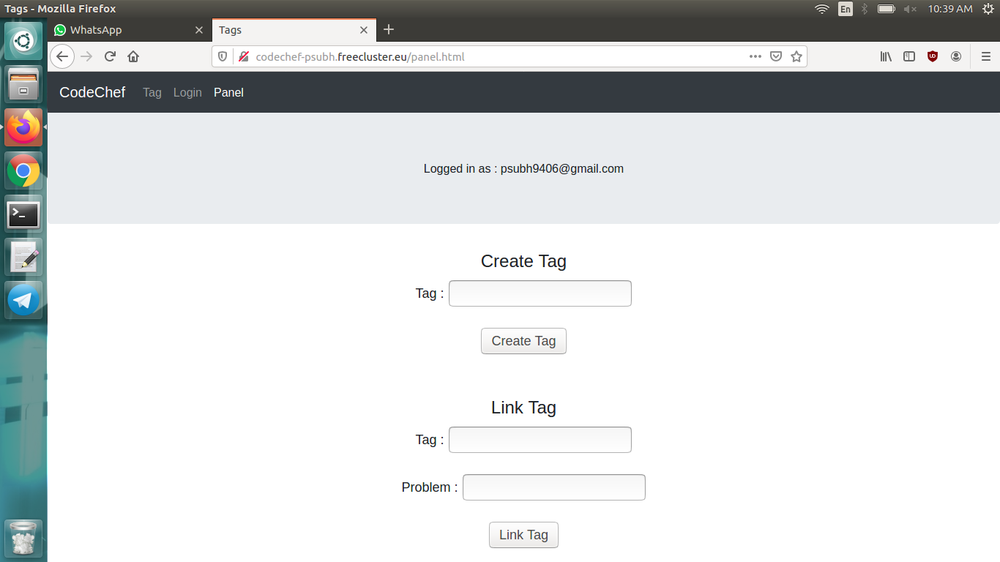 Tags - Mozilla Firefox
En
10:39 AM
WhatsApp
Tags
codechef-psubh.freecluster.eu/panel.html
CodeChef Tag Login Panel
Logged in as : psubh9406@gmail.com
Create Tag
Tag :
Create Tag
Link Tag
Tag :
Problem :
Link Tag